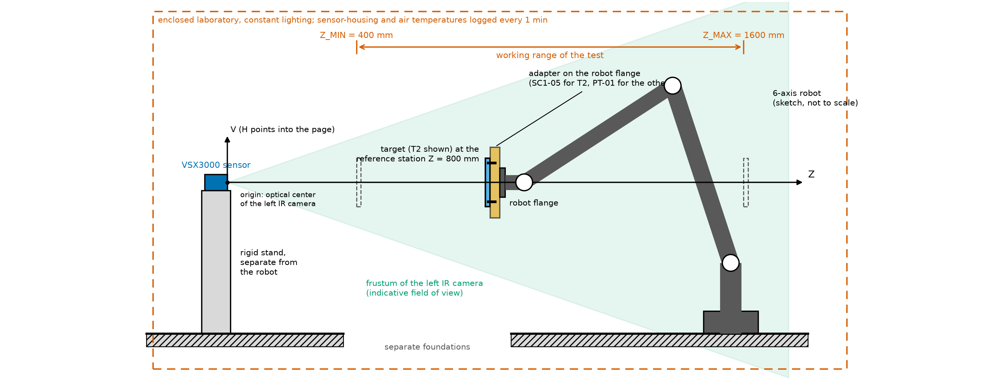 enclosed laboratory, constant lighting; sensor-housing and air temperatures logged every 1 min
Z_MIN = 400 mm
Z_MAX = 1600 mm
working range of the test
adapter on the robot flange
(SC1-05 for T2, PT-01 for the othe
6-axis robot
(sketch, not to scale)
V (H points into the page)
target (T2 shown) at the
reference station Z = 800 mm
VSX3000 sensor
Z
origin: optical center
of the left IR camera
robot flange
rigid stand,
separate from
the robot
frustum of the left IR camera
(indicative field of view)
separate foundations